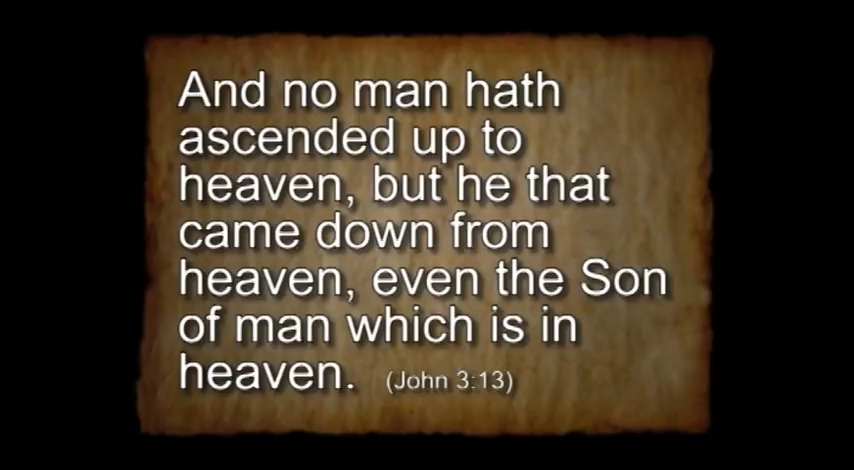 And no man hath
ascended up to
heaven, but he that
came down from
heaven, even the Son
of man which is in
heaven. (John 3:13)